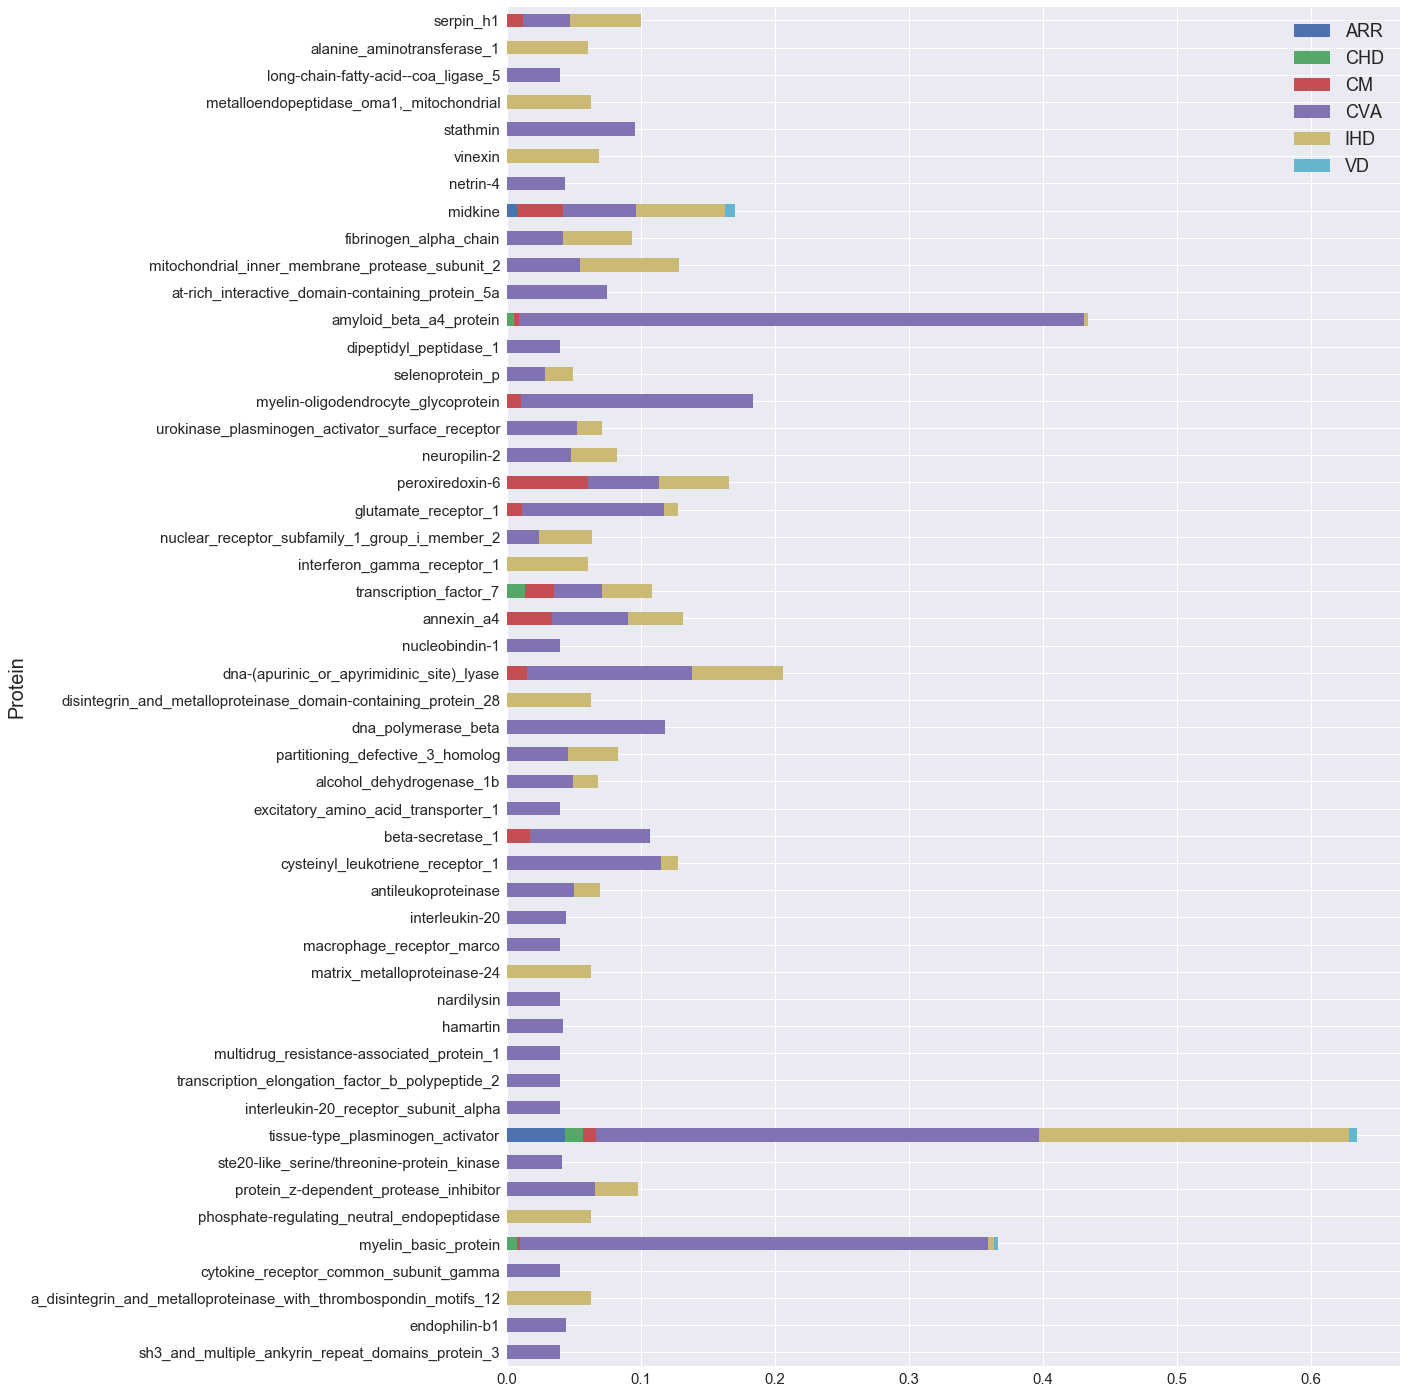 serpin_h1
alanine_aminotransferase_1
long-chain-fatty-acid--coa_ligase_5
metalloendopeptidase_oma1,_mitochondrial
stathmin
vinexin
netrin-4
midkine
fibrinogen_alpha_chain
mitochondrial_inner_membrane_protease_subunit_2
at-rich_interactive_domain-containing_protein_5a
amyloid_beta_a4_protein
dipeptidyl_peptidase_1
selenoprotein_p
myelin-oligodendrocyte_glycoprotein
urokinase_plasminogen_activator_surface_receptor
neuropilin-2
peroxiredoxin-6
glutamate_receptor_1
nuclear_receptor_subfamily_1_group_i_member_2
interferon_gamma_receptor_1
transcription_factor_7
annexin_a4
nucleobindin-1
dna-(apurinic_or_apyrimidinic_site)_lyase
disintegrin_and_metalloproteinase_domain-containing_protein_28
dna_polymerase_beta
partitioning_defective_3_homolog
alcohol_dehydrogenase_1b
excitatory_amino_acid_transporter_1
beta-secretase_1
cysteinyl_leukotriene_receptor_1
antileukoproteinase
interleukin-20
macrophage_receptor_marco
matrix_metalloproteinase-24
nardilysin
hamartin
multidrug_resistance-associated_protein_1
transcription_elongation_factor_b_polypeptide_2
interleukin-20_receptor_subunit_alpha
tissue-type_plasminogen_activator
ste20-like_serine/threonine-protein_kinase
protein_z-dependent_protease_inhibitor
phosphate-regulating_neutral_endopeptidase
myelin_basic_protein
cytokine_receptor_common_subunit_gamma
a_disintegrin_and_metalloproteinase_with_thrombospondin_motifs_12
endophilin-b1
sh3_and_multiple_ankyrin_repeat_domains_protein_3
Protein
0.0 0.1 0.2 0.3 0.4 0.5 0.6
ARR
CHD
CM
CVA
IHD
VD